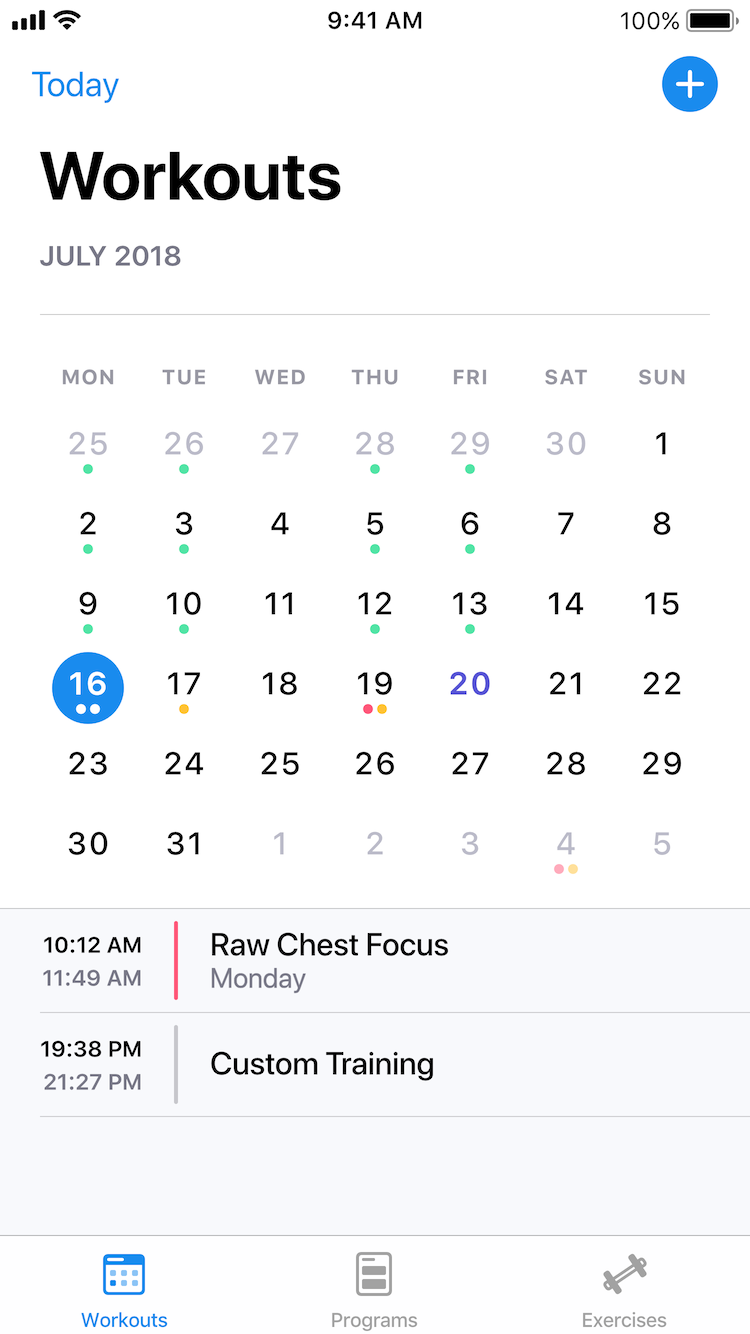 9:41 AM 100%
Today
Workouts
JULY 2018
MON TUE WED THU FRI SAT SUN
25 26 27 28 29 30 1
2 3 4 5 6 7 8
9 10 11 12 13 14 15
16 17 18 19 20 21 22
23 24 25 26 27 28 29
30 31 1 2 3 4 5
10:12 AM Raw Chest Focus
11:49 AM Monday
19:38 PM Custom Training
21:27 PM
Workouts Programs Exercises